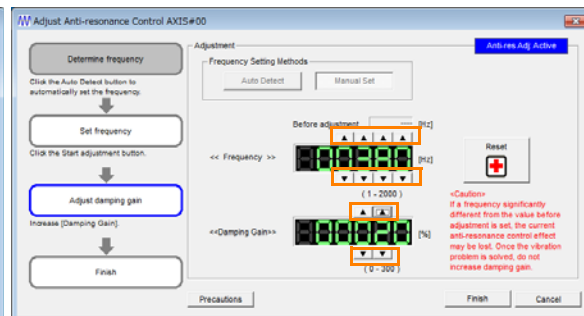 Adjust Anti-resonance Control AXIS#00
Adjustment
Anti-res Adj Active
Determine frequency
Frequency Setting Methods
Auto Detect
Manual Set
Click the Auto Detect button to
automatically set the frequency.
Set frequency
Before adjustment
---
[Hz]
Click the Start adjustment button.
<< Frequency >>
[Hz]
Reset
( 1 - 2000 )
Adjust damping gain
<Caution>
If a frequency significantly
different from the value before
adjustment is set, the current
anti-resonance control effect
may be lost. Once the vibration
problem is solved, do not
increase damping gain.
Increase [Damping Gain].
<<Damping Gain>>
[%]
( 0 - 300 )
Finish
Precautions
Finish
Cancel